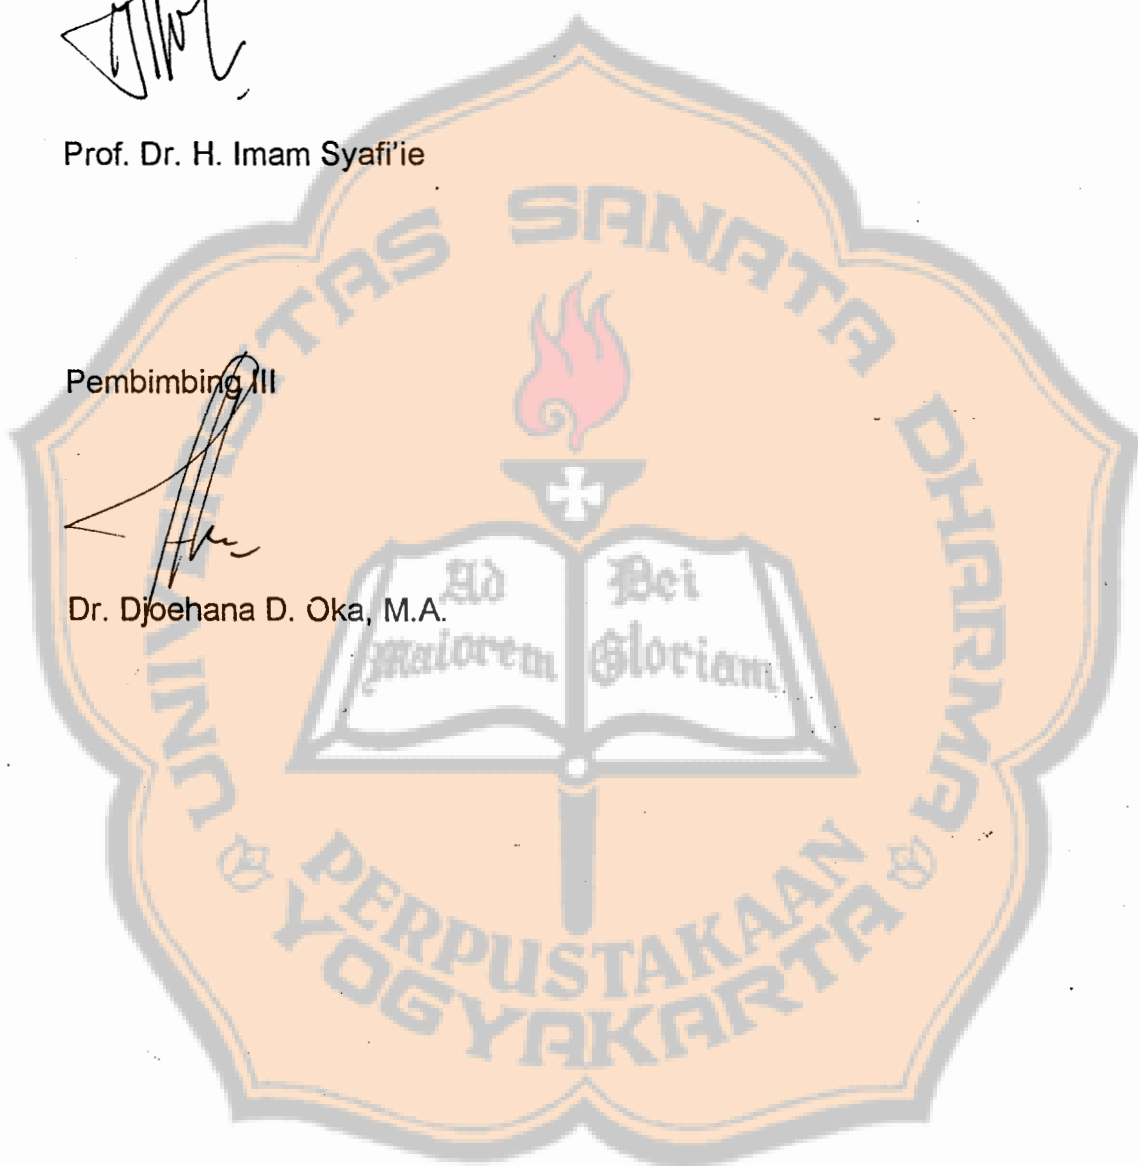 Prof. Dr. H. Imam Syafi'ie
UNIVERSITAS SANATA DHARMA
Pembimbing III
Ad Dei
Maiorem Gloriam
Dr. Djoehana D. Oka, M.A.
PERPUSTAKAAN
YOGYAKARTA